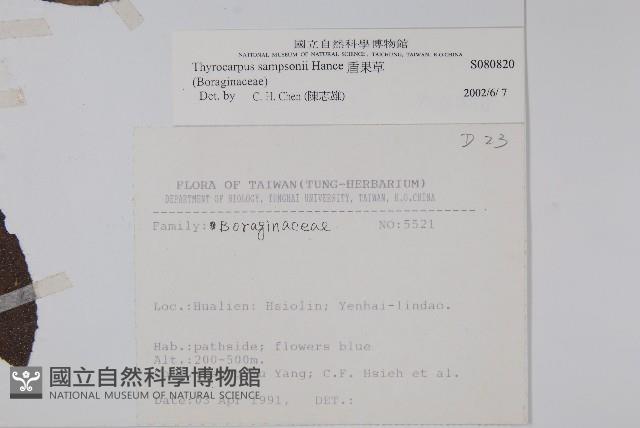 國立自然科學博物館
NATIONAL MUSEUM OF NATURAL SCIENCE, TAICHUNG, TAIWAN, R.O.CHINA
Thyrocarpus sampsonii Hance 盾果草 S080820
(Boraginaceae)
Det. by C. H. Chen (陳志雄) 2002/6/7
D 23
FLORA OF TAIWAN(TUNG-HERBARIUM)
DEPARTMENT OF BIOLOGY, TUNGHAI UNIVERSITY, TAIWAN, R.O.CHINA
Family: Boraginaceae NO:5521
Loc.:Hualien: Hsiolin; Yenhai-lindao.
Hab.:pathside; flowers blue
Alt.:200-500m.
Yang; C.F. Hsieh et al.
Date:03 Apr 1991, DET.:
國立自然科學博物館
NATIONAL MUSEUM OF NATURAL SCIENCE